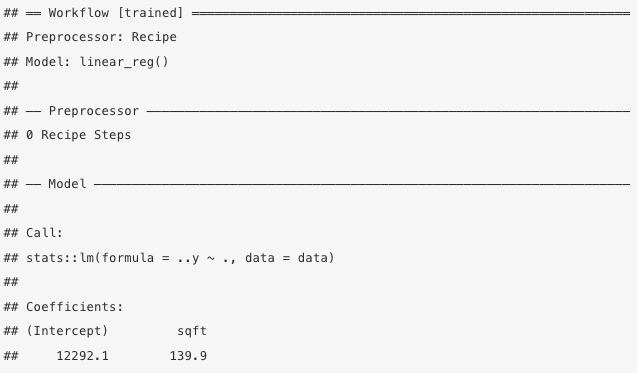 ## ══ Workflow [trained] ══════════════════════════════════════════════════════════
## Preprocessor: Recipe
## Model: linear_reg()
##
## ── Preprocessor ────────────────────────────────────────────────────────────────
## 0 Recipe Steps
##
## ── Model ───────────────────────────────────────────────────────────────────────
##
## Call:
## stats::lm(formula = ..y ~ ., data = data)
##
## Coefficients:
## (Intercept)         sqft
##     12292.1        139.9